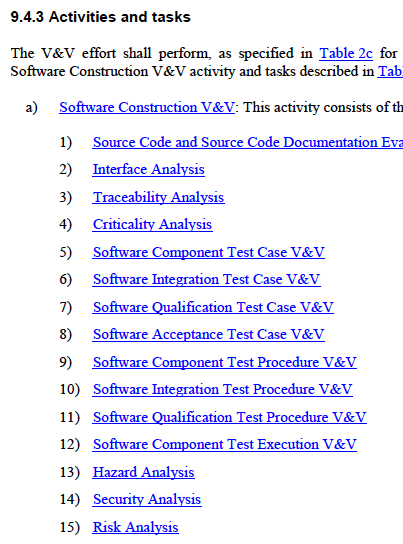 9.4.3 Activities and tasks
The V&V effort shall perform, as specified in Table 2c for
Software Construction V&V activity and tasks described in Tab
a) Software Construction V&V: This activity consists of th
1) Source Code and Source Code Documentation Eva
2) Interface Analysis
3) Traceability Analysis
4) Criticality Analysis
5) Software Component Test Case V&V
6) Software Integration Test Case V&V
7) Software Qualification Test Case V&V
8) Software Acceptance Test Case V&V
9) Software Component Test Procedure V&V
10) Software Integration Test Procedure V&V
11) Software Qualification Test Procedure V&V
12) Software Component Test Execution V&V
13) Hazard Analysis
14) Security Analysis
15) Risk Analysis